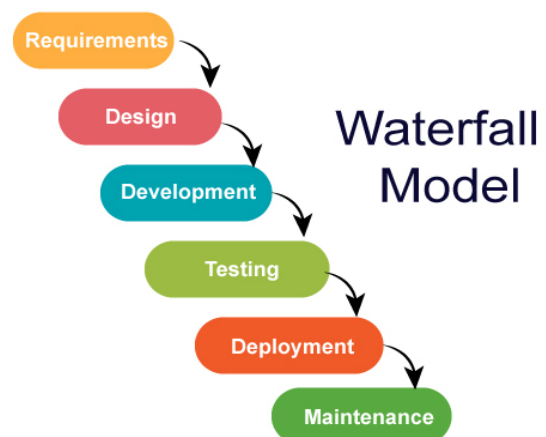 Requirements
Design
Waterfall
Model
Development
Testing
Deployment
Maintenance